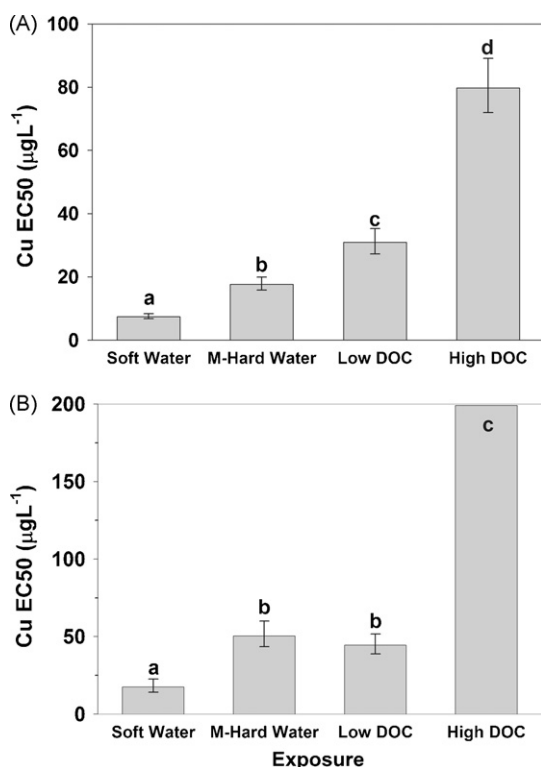 (A)
100
80
60
40
20
0
Cu EC50 (µgL⁻¹)
a
b
c
d
Soft Water M-Hard Water Low DOC High DOC
(B)
200
150
100
50
0
Cu EC50 (µgL⁻¹)
a
b
b
c
Soft Water M-Hard Water Low DOC High DOC
Exposure